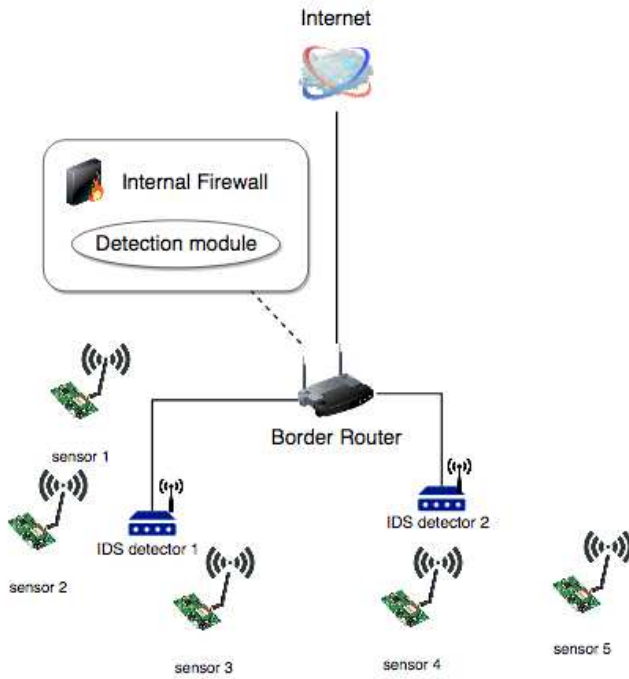 Internet
Internal Firewall
Detection module
Border Router
sensor 1
IDS detector 2
IDS detector 1
sensor 2
sensor 3
sensor 4
sensor 5